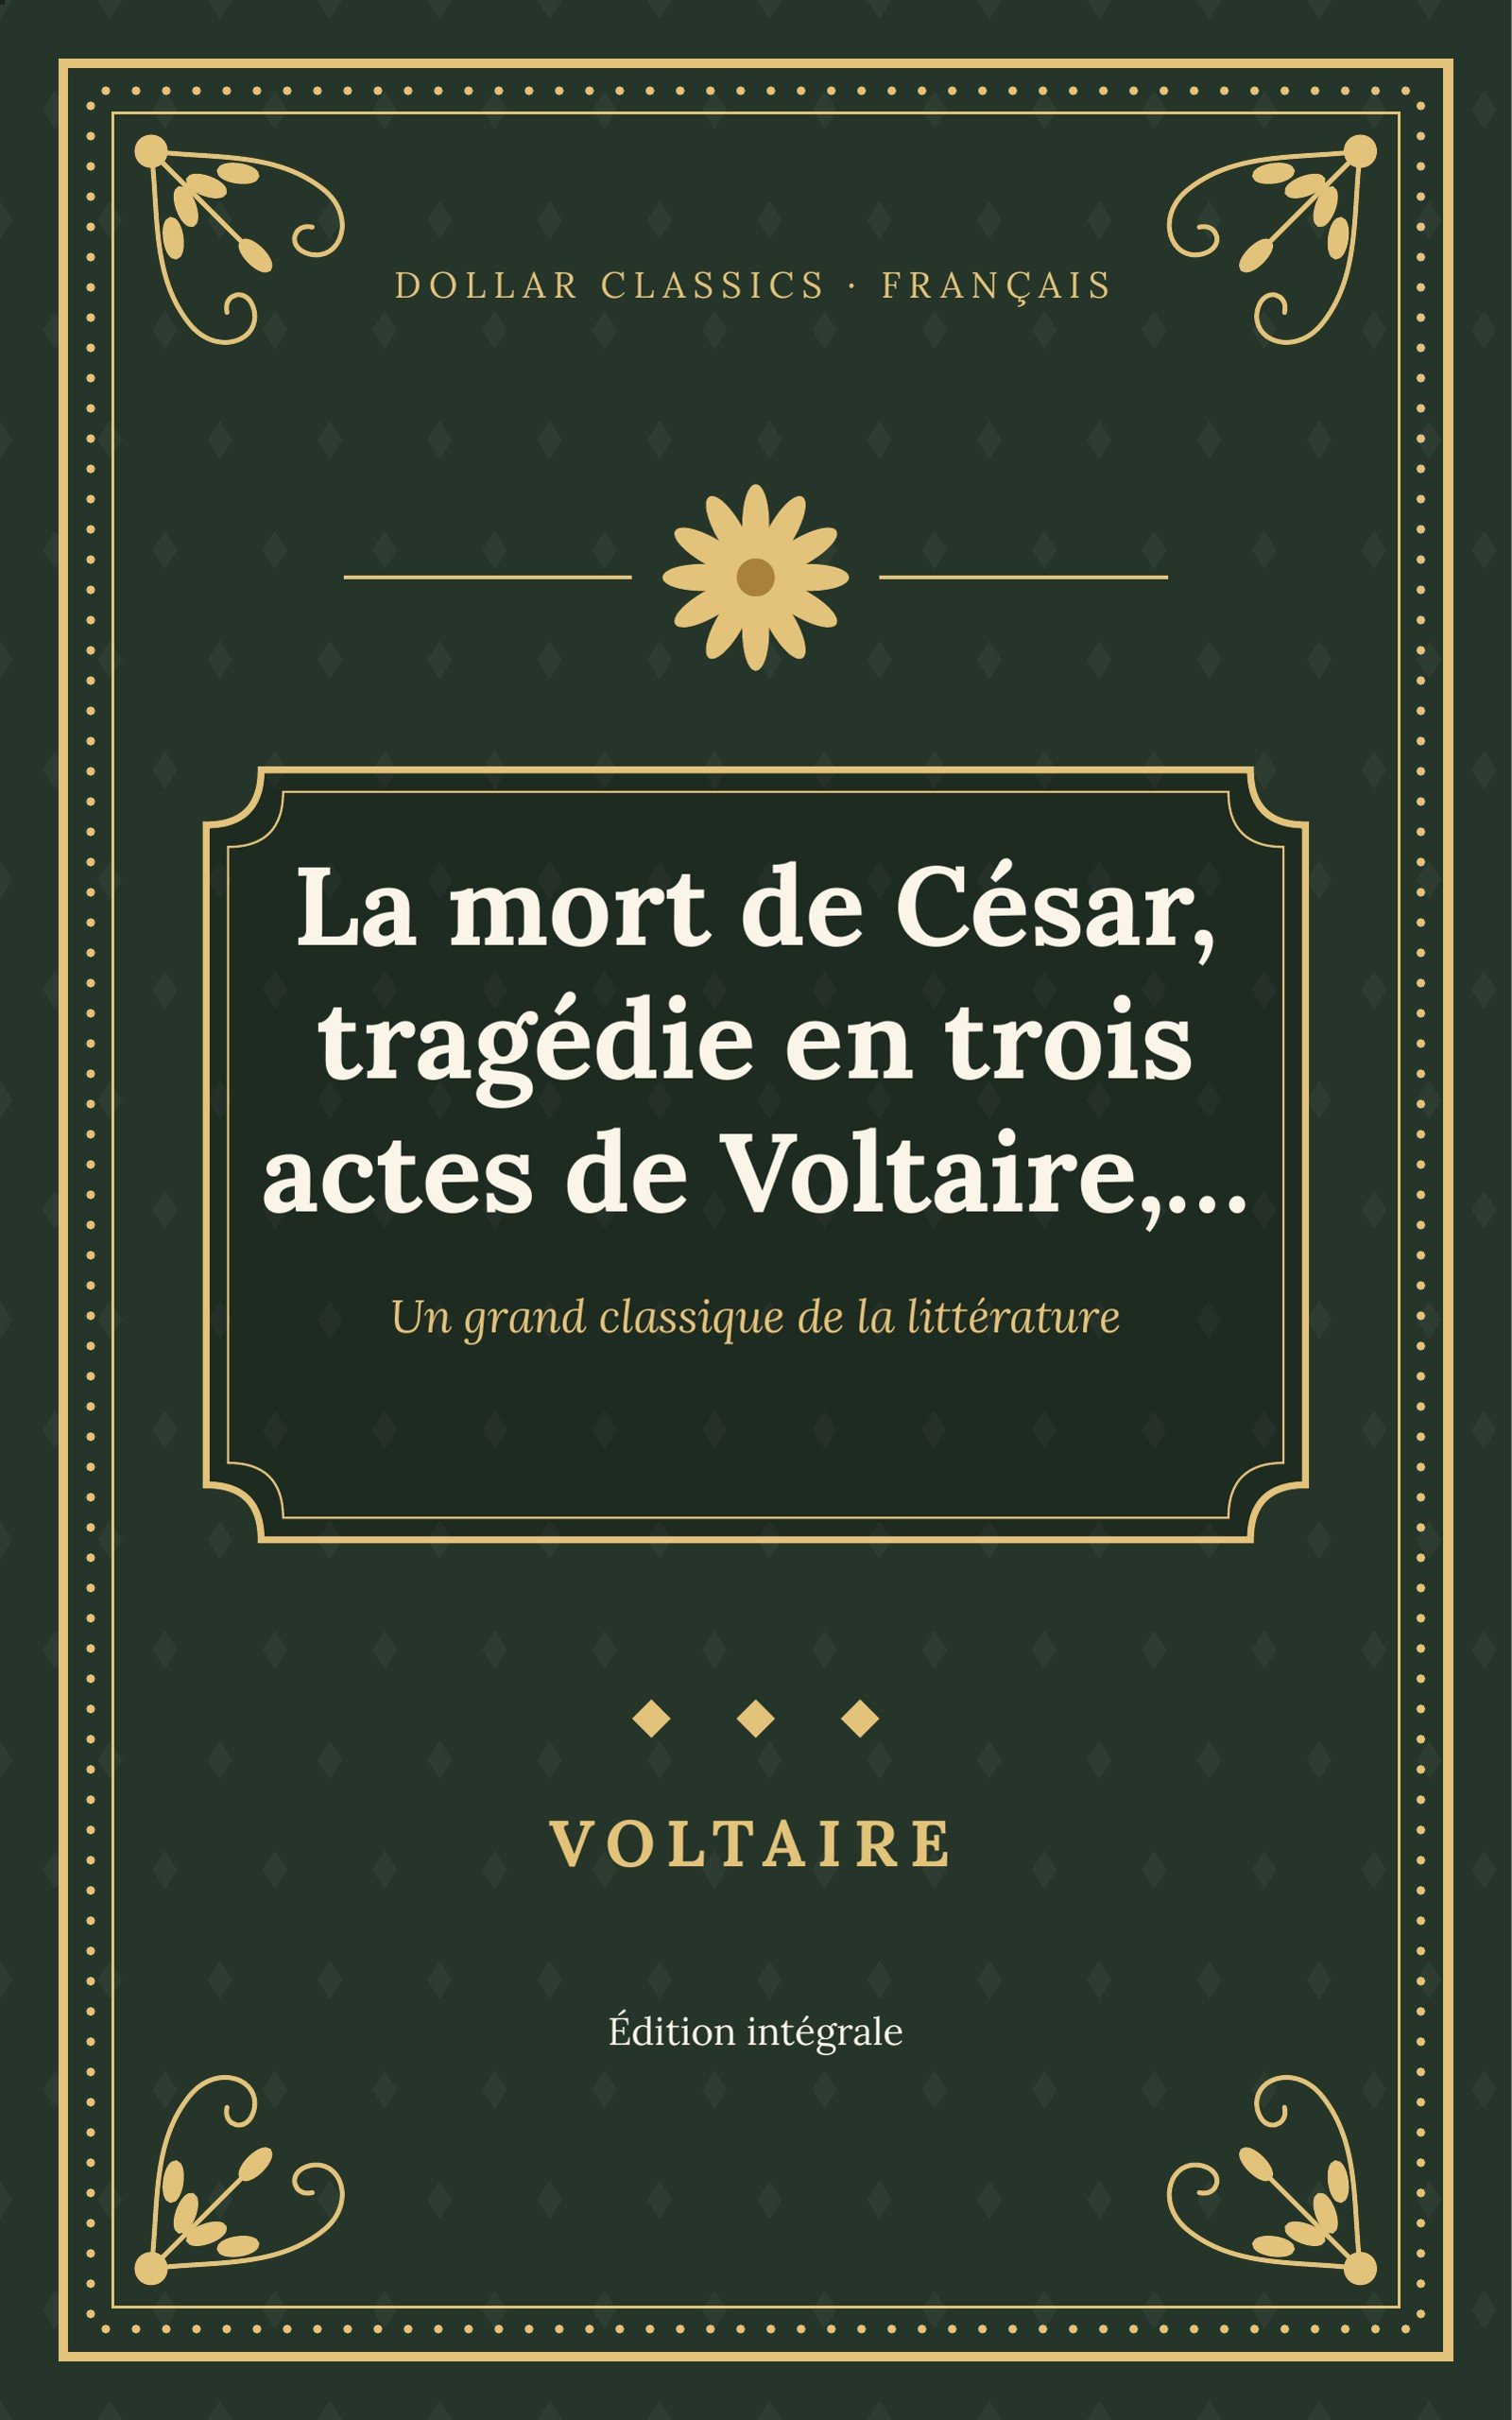 DOLLAR CLASSICS · FRANÇAIS
La mort de César,
tragédie en trois
actes de Voltaire,...
Un grand classique de la littérature
VOLTAIRE
Édition intégrale